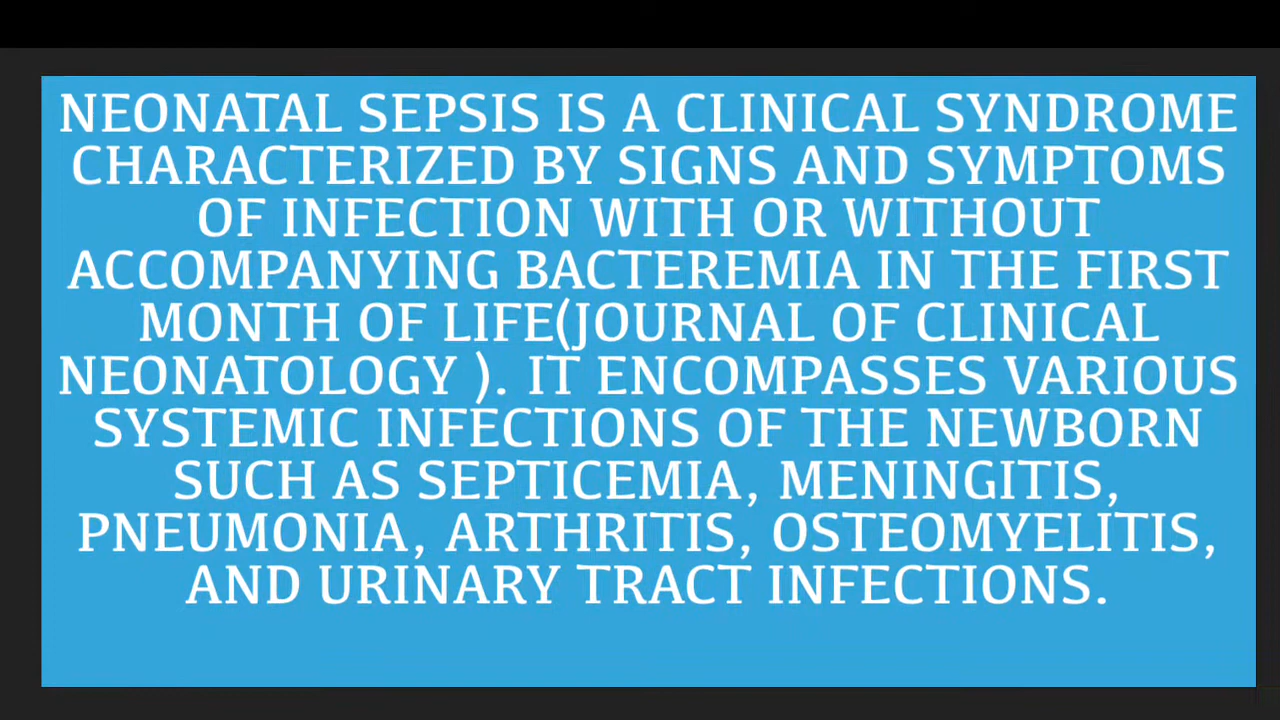 NEONATAL SEPSIS IS A CLINICAL SYNDROME
CHARACTERIZED BY SIGNS AND SYMPTOMS
OF INFECTION WITH OR WITHOUT
ACCOMPANYING BACTEREMIA IN THE FIRST
MONTH OF LIFE(JOURNAL OF CLINICAL
NEONATOLOGY ). IT ENCOMPASSES VARIOUS
SYSTEMIC INFECTIONS OF THE NEWBORN
SUCH AS SEPTICEMIA, MENINGITIS,
PNEUMONIA, ARTHRITIS, OSTEOMYELITIS,
AND URINARY TRACT INFECTIONS.